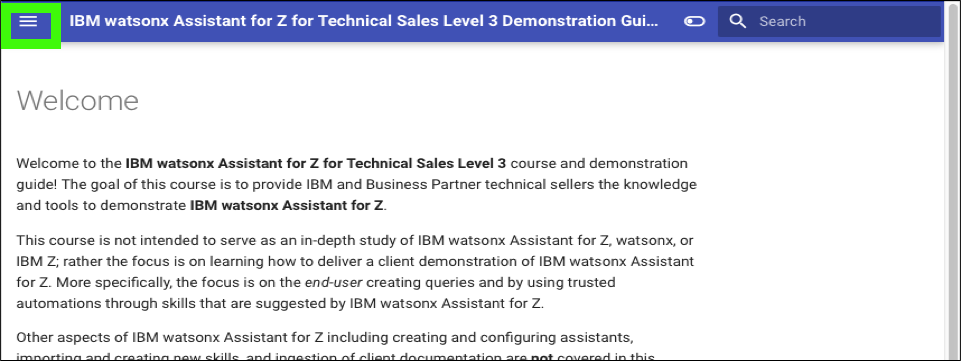 IBM watsonx Assistant for Z for Technical Sales Level 3 Demonstration Gui...
Search
Welcome
Welcome to the IBM watsonx Assistant for Z for Technical Sales Level 3 course and demonstration
guide! The goal of this course is to provide IBM and Business Partner technical sellers the knowledge
and tools to demonstrate IBM watsonx Assistant for Z.
This course is not intended to serve as an in-depth study of IBM watsonx Assistant for Z, watsonx, or
IBM Z; rather the focus is on learning how to deliver a client demonstration of IBM watsonx Assistant
for Z. More specifically, the focus is on the end-user creating queries and by using trusted
automations through skills that are suggested by IBM watsonx Assistant for Z.
Other aspects of IBM watsonx Assistant for Z including creating and configuring assistants,
importing and creating new skills, and ingestion of client documentation are not covered in this